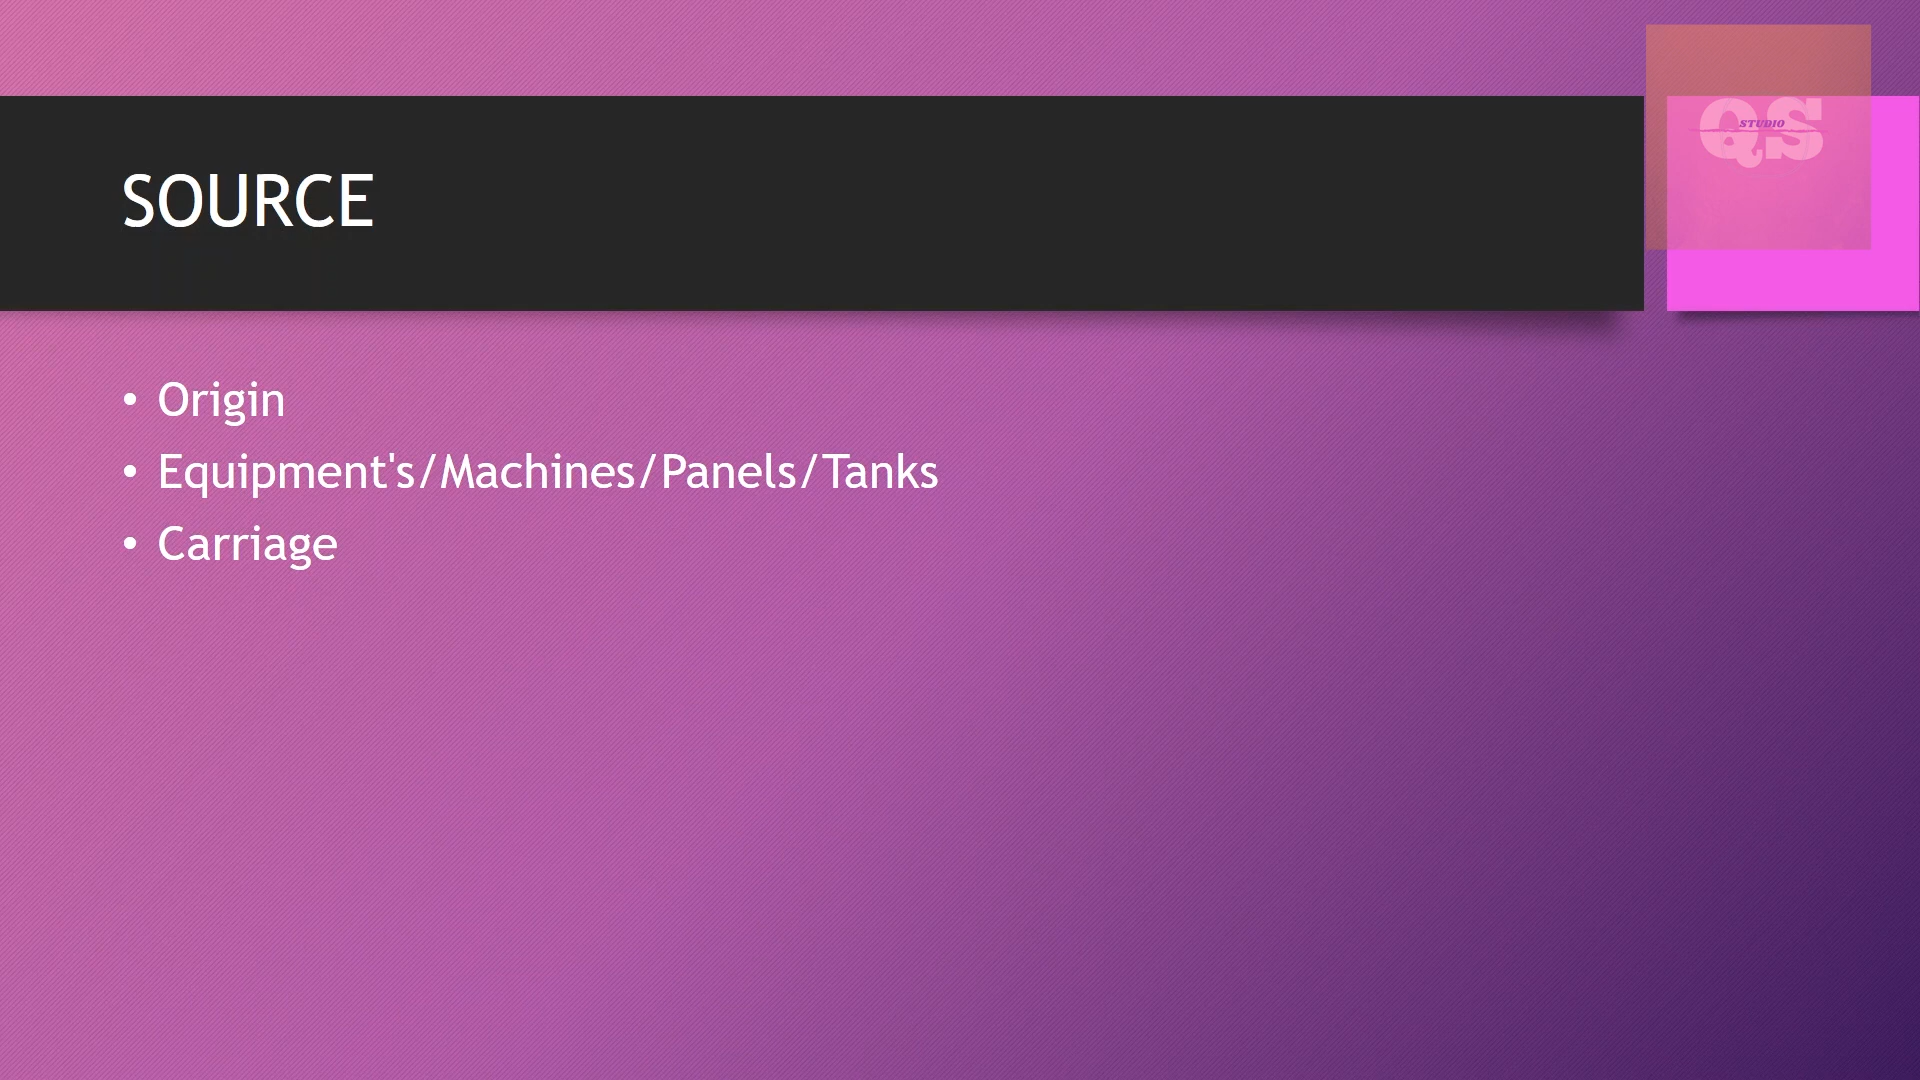 QS
STUDIO
SOURCE
• Origin
• Equipment's/Machines/Panels/Tanks
• Carriage